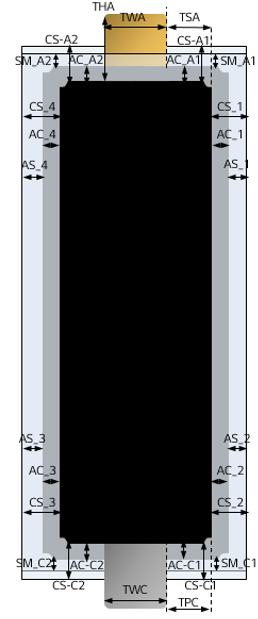 THA
TWA
TSA
CS-A2
CS-A1
SM_A2
AC_A2
AC_A1
SM_A1
CS_4
CS_1
AC_4
AC_1
AS_4
AS_1
AS_3
AS_2
AC_3
AC_2
CS_3
CS_2
SM_C2
AC-C2
AC-C1
SM_C1
CS-C2
TWC
CS-C1
TPC